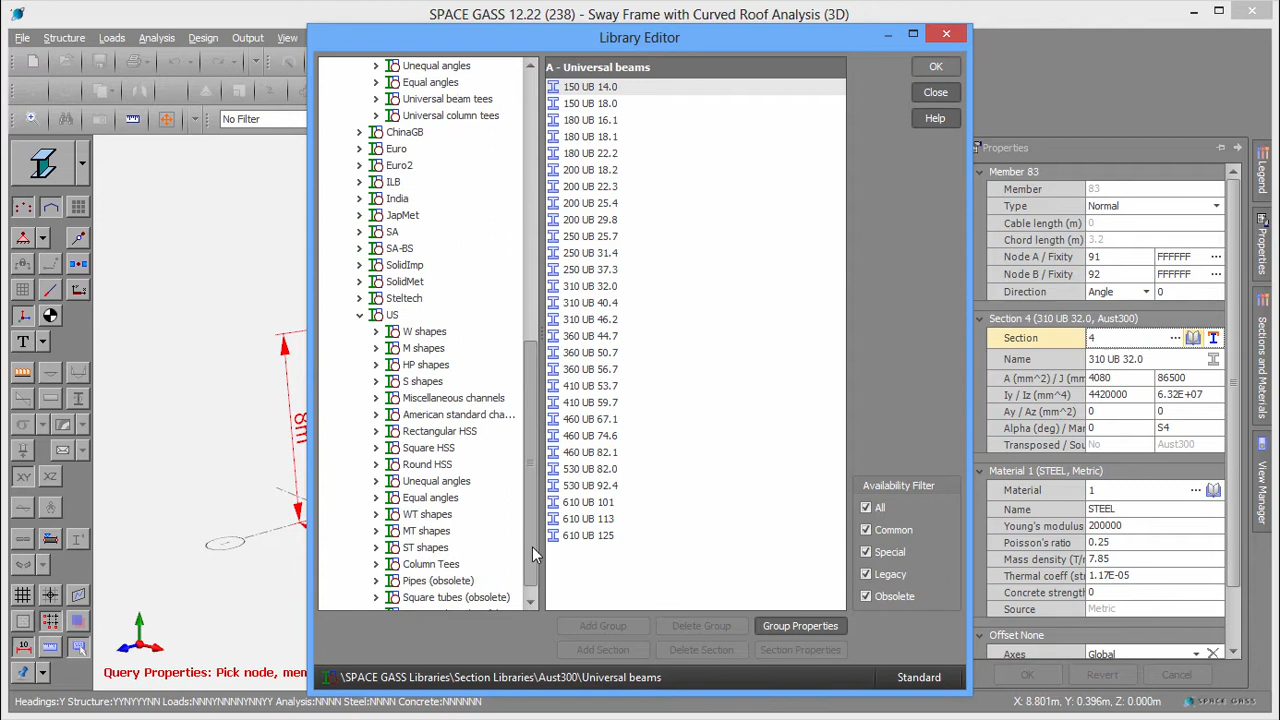 SPACE GASS 12.22 (238) - Sway Frame with Curved Roof Analysis (3D)
File Structure Loads Analysis Design Output View
No Filter
8m
Query Properties: Pick node, mem
Headings:Y Structure:YYNYYYNN Loads:NNNYNNNNYNNYY Analysis:NNNN Steel:NNNN Concrete:NNNNNN
Library Editor
Unequal angles
Equal angles
Universal beam tees
Universal column tees
ChinaGB
Euro
Euro2
ILB
India
JapMet
SA
SA-BS
SolidImp
SolidMet
Steltech
US
W shapes
M shapes
HP shapes
S shapes
Miscellaneous channels
American standard cha...
Rectangular HSS
Square HSS
Round HSS
Unequal angles
Equal angles
WT shapes
MT shapes
ST shapes
Column Tees
Pipes (obsolete)
Square tubes (obsolete)
A - Universal beams
150 UB 14.0
150 UB 18.0
180 UB 16.1
180 UB 18.1
180 UB 22.2
200 UB 18.2
200 UB 22.3
200 UB 25.4
200 UB 29.8
250 UB 25.7
250 UB 31.4
250 UB 37.3
310 UB 32.0
310 UB 40.4
310 UB 46.2
360 UB 44.7
360 UB 50.7
360 UB 56.7
410 UB 53.7
410 UB 59.7
460 UB 67.1
460 UB 74.6
460 UB 82.1
530 UB 82.0
530 UB 92.4
610 UB 101
610 UB 113
610 UB 125
OK
Close
Help
Availability Filter
All
Common
Special
Legacy
Obsolete
Add Group Delete Group Group Properties
Add Section Delete Section Section Properties
\SPACE GASS Libraries\Section Libraries\Aust300\Universal beams Standard
Properties
Member 83
Member 83
Type Normal
Cable length (m) 0
Chord length (m) 3.2
Node A / Fixity 91 FFFFFF
Node B / Fixity 92 FFFFFF
Direction Angle 0
Section 4 (310 UB 32.0, Aust300)
Section 4
Name 310 UB 32.0
A (mm^2) / J (m 4080 86500
Iy / Iz (mm^4) 4420000 6.32E+07
Ay / Az (mm^2) 0 0
Alpha (deg) / Mar 0 S4
Transposed / Sou No Aust300
Material 1 (STEEL, Metric)
Material 1
Name STEEL
Young's modulus 200000
Poisson's ratio 0.25
Mass density (T/r 7.85
Thermal coeff (str 1.17E-05
Concrete strength 0
Source Metric
Offset None
Axes Global
OK Revert Cancel
Legend
Properties
Sections and Materials
View Manager
X: 8.801m, Y: 0.396m, Z: 0.000m SPACE GASS